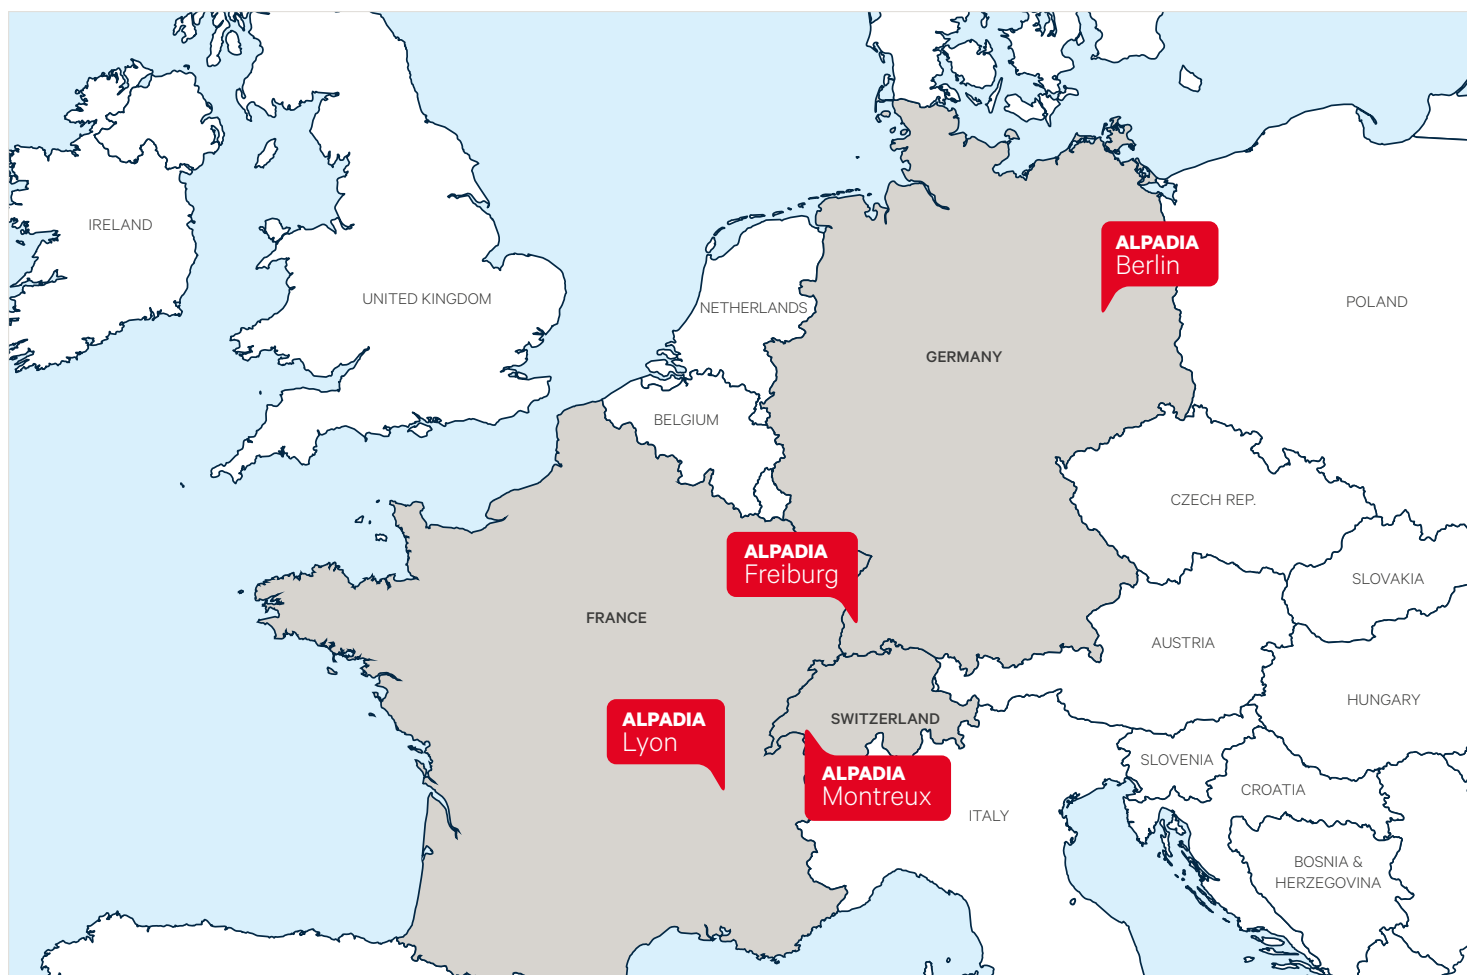 IRELAND
UNITED KINGDOM
NETHERLANDS
BELGIUM
ALPADIA
Berlin
GERMANY
POLAND
CZECH REP.
SLOVAKIA
ALPADIA
Freiburg
FRANCE
AUSTRIA
HUNGARY
ALPADIA
Lyon
SWITZERLAND
ALPADIA
Montreux
SLOVENIA
CROATIA
ITALY
BOSNIA &
HERZEGOVINA